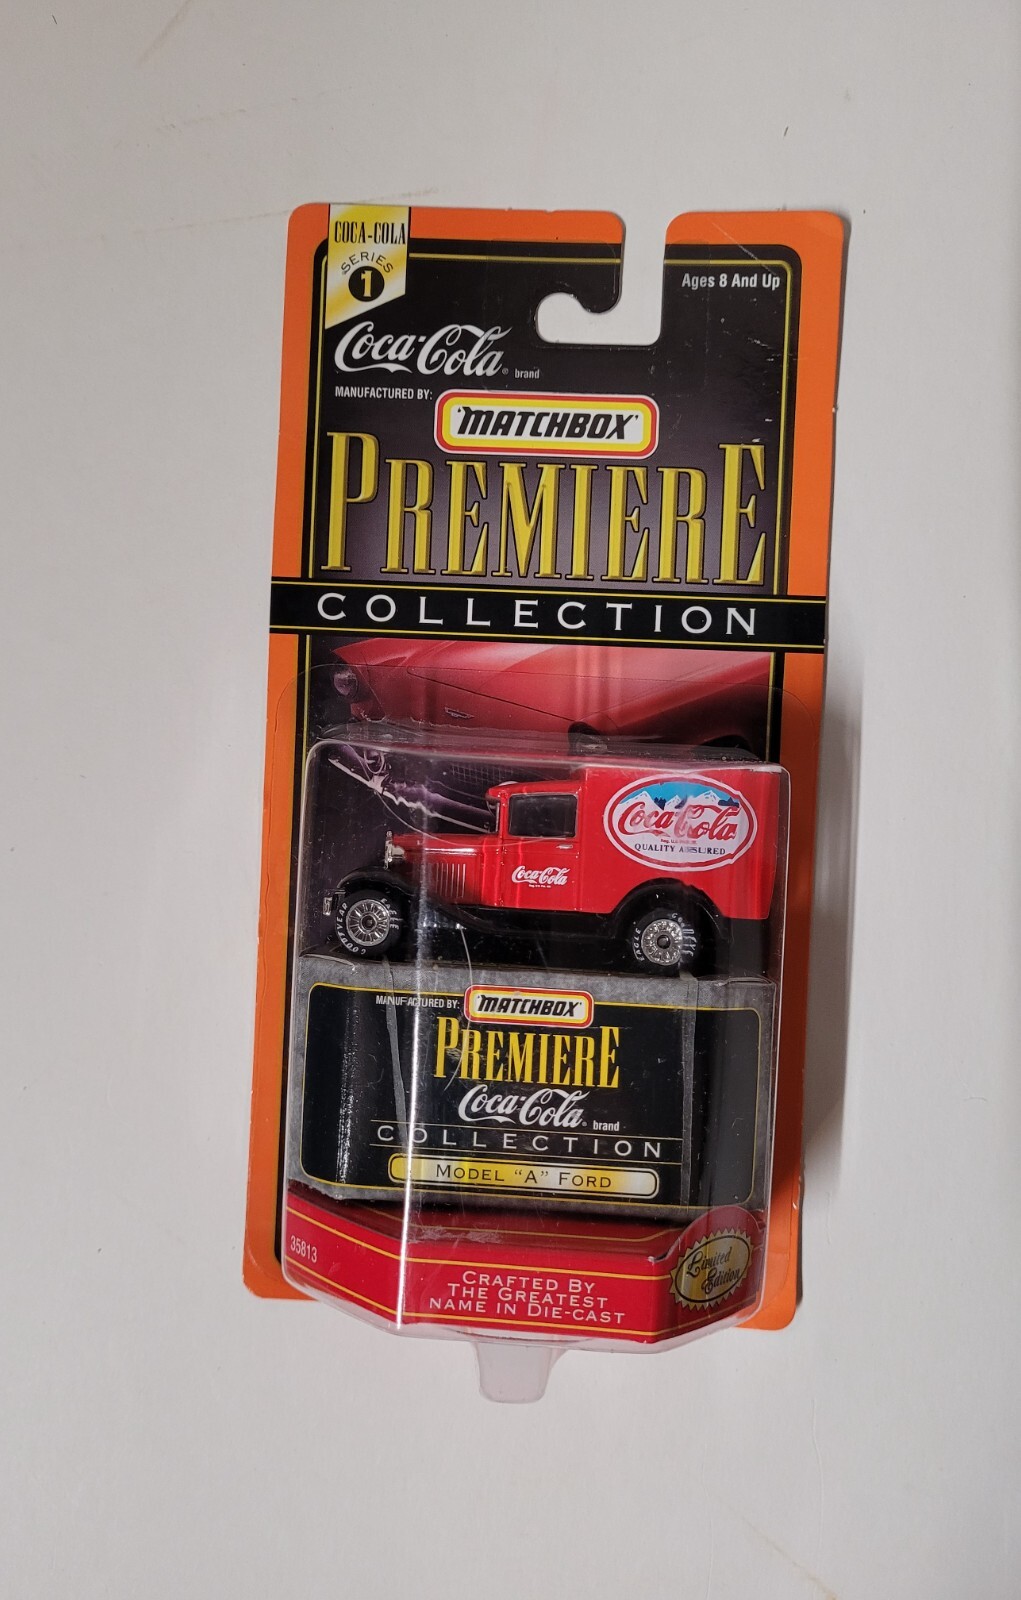 COCA-COLA
SERIES
1
Ages 8 And Up
Coca-Cola® brand
MANUFACTURED BY:
MATCHBOX
PREMIERE
COLLECTION
Coca-Cola
QUALITY ASSURED
Coca-Cola
GOODYEAR EAGLE
EAGLE
MANUFACTURED BY:
MATCHBOX
PREMIERE
Coca-Cola® brand
COLLECTION
MODEL "A" FORD
35813
CRAFTED BY
THE GREATEST
NAME IN DIE-CAST
Limited
Edition